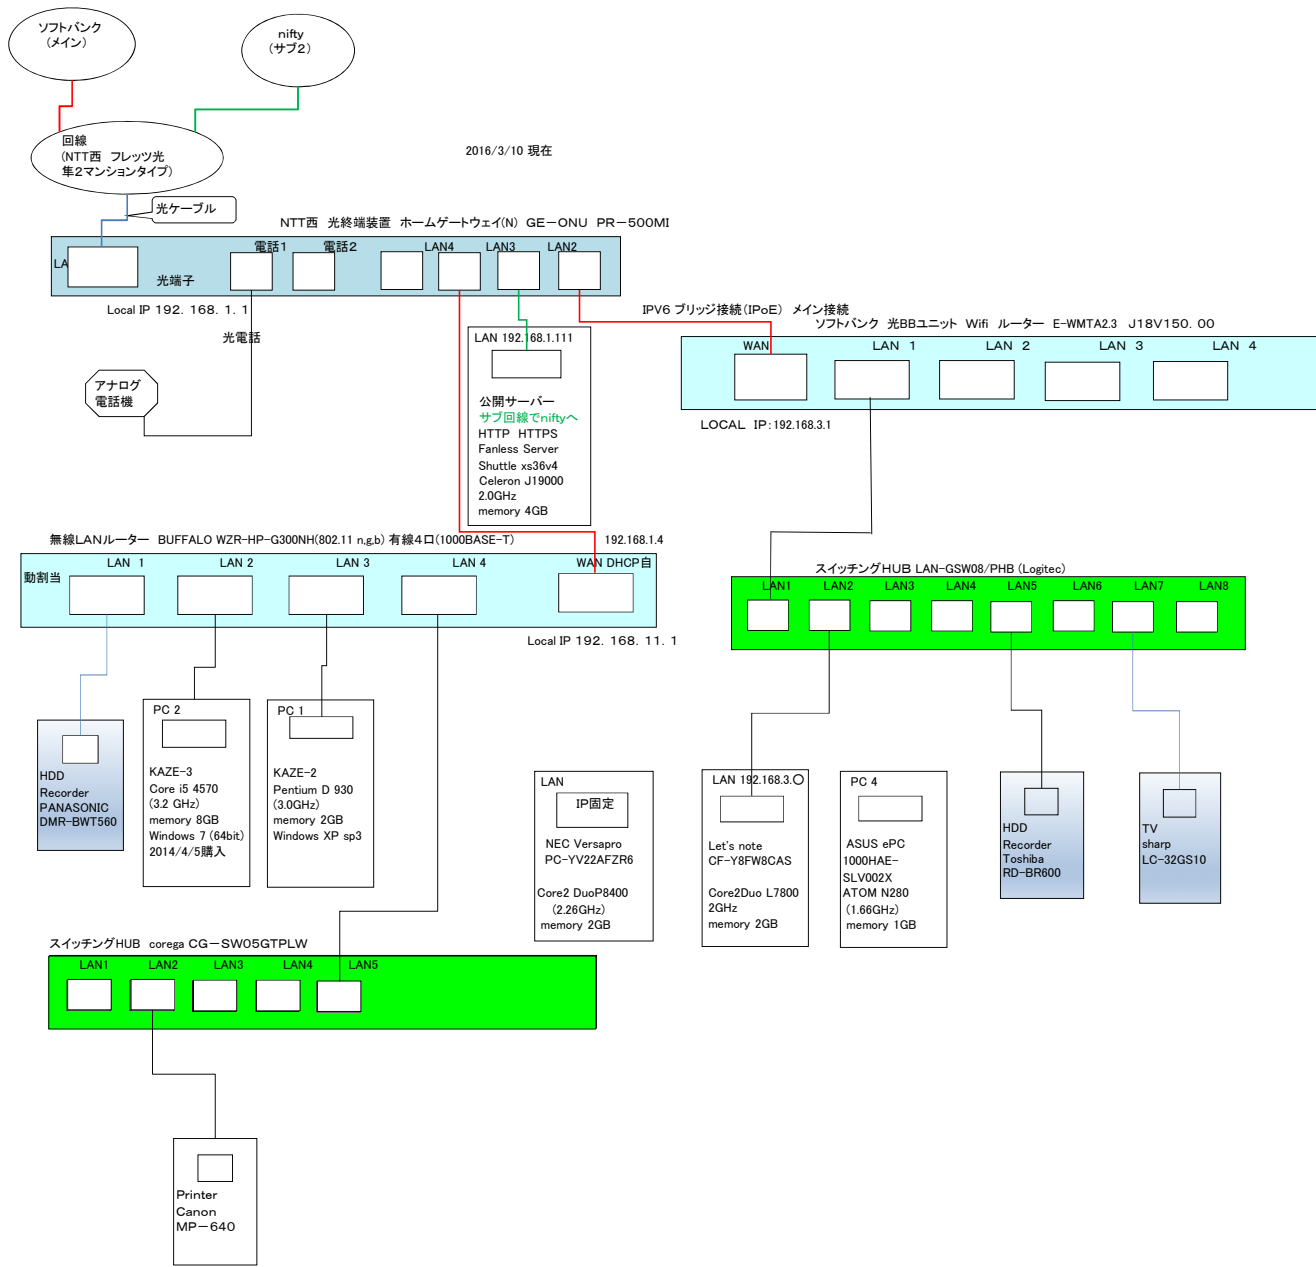 ソフトバンク
(メイン)
nifty
(サブ2)
回線
(NTT西 フレッツ光
隼2マンションタイプ)
2016/3/10 現在
光ケーブル
NTT西 光終端装置 ホームゲートウェイ(N) GE-ONU PR-500MI
LA
光端子
電話1
電話2
LAN4
LAN3
LAN2
Local IP 192. 168. 1. 1
光電話
アナログ
電話機
IPV6 ブリッジ接続(IPoE) メイン接続
ソフトバンク 光BBユニット Wifi ルーター E-WMTA2.3 J18V150. 00
WAN
LAN 1
LAN 2
LAN 3
LAN 4
LOCAL IP:192.168.3.1
LAN 192.168.1.111
公開サーバー
サブ回線でniftyへ
HTTP HTTPS
Fanless Server
Shuttle xs36v4
Celeron J19000
2.0GHz
memory 4GB
無線LANルーター BUFFALO WZR-HP-G300NH(802.11 n,g,b) 有線4口(1000BASE-T)
192.168.1.4
動割当
LAN 1
LAN 2
LAN 3
LAN 4
WAN DHCP自
Local IP 192. 168. 11. 1
スイッチングHUB LAN-GSW08/PHB (Logitec)
LAN1
LAN2
LAN3
LAN4
LAN5
LAN6
LAN7
LAN8
HDD
Recorder
PANASONIC
DMR-BWT560
PC 2
KAZE-3
Core i5 4570
(3.2 GHz)
memory 8GB
Windows 7 (64bit)
2014/4/5購入
PC 1
KAZE-2
Pentium D 930
(3.0GHz)
memory 2GB
Windows XP sp3
LAN
IP固定
NEC Versapro
PC-YV22AFZR6
Core2 DuoP8400
(2.26GHz)
memory 2GB
LAN 192.168.3.○
Let's note
CF-Y8FW8CAS
Core2Duo L7800
2GHz
memory 2GB
PC 4
ASUS ePC
1000HAE-
SLV002X
ATOM N280
(1.66GHz)
memory 1GB
HDD
Recorder
Toshiba
RD-BR600
TV
sharp
LC-32GS10
スイッチングHUB corega CG-SW05GTPLW
LAN1
LAN2
LAN3
LAN4
LAN5
Printer
Canon
MP-640